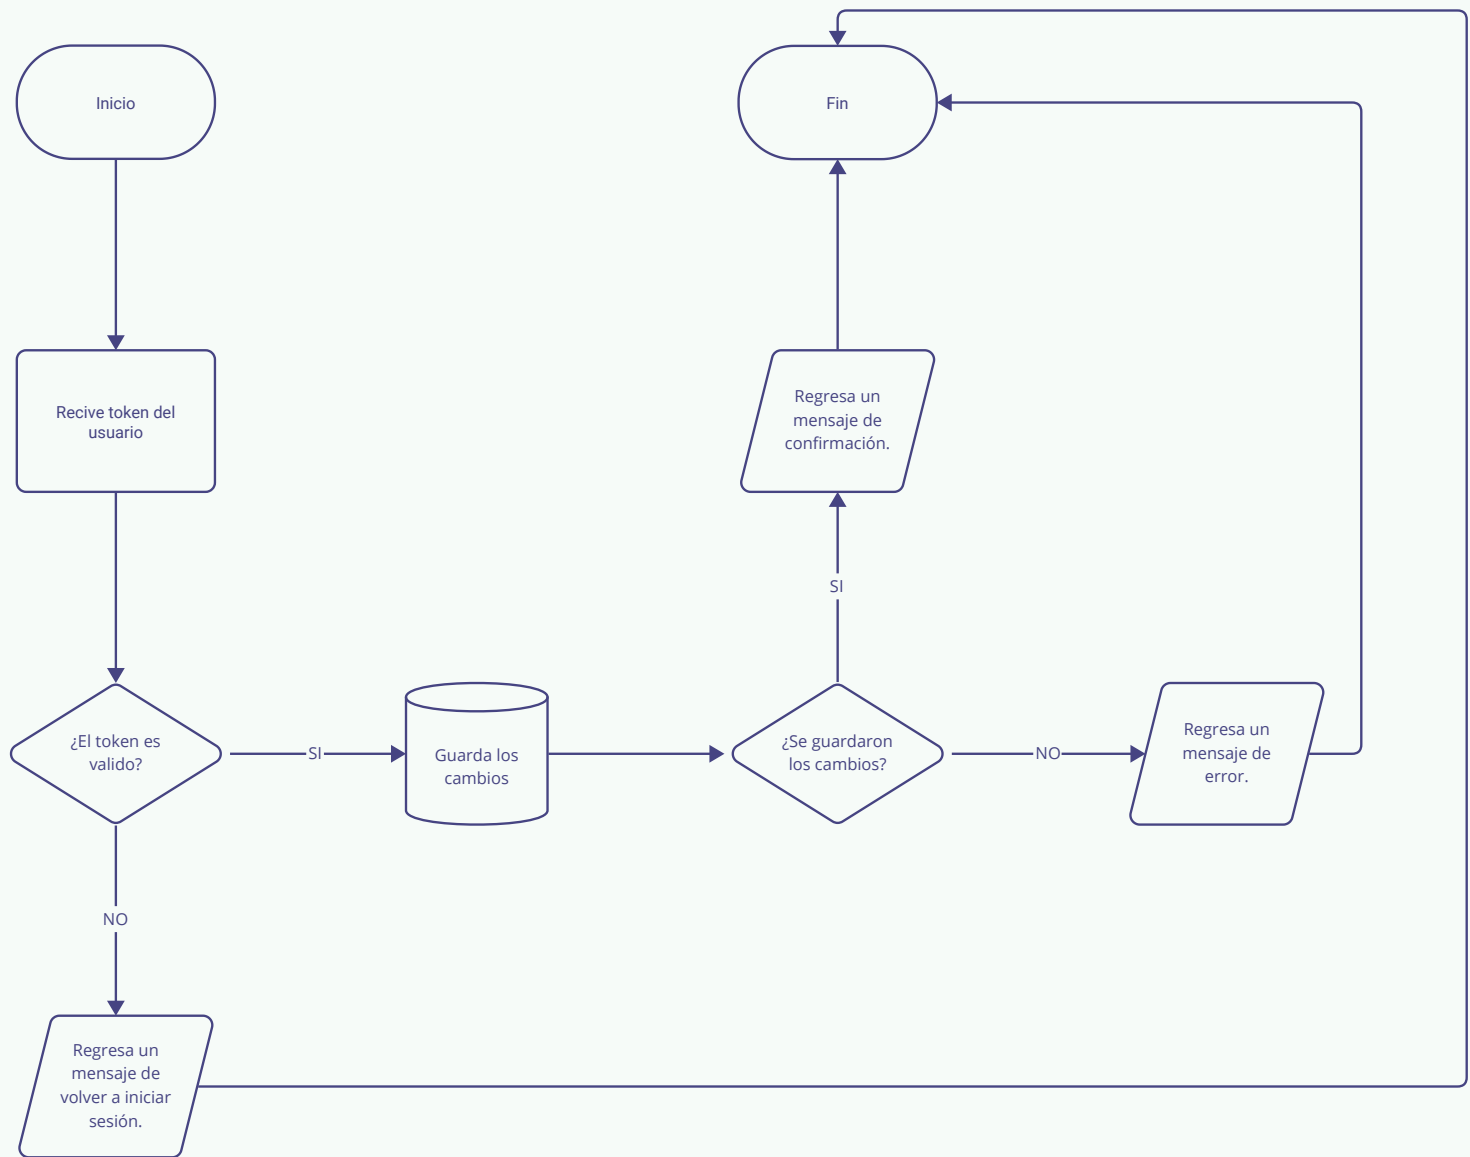 Inicio
Fin
Recive token del
usuario
Regresa un
mensaje de
confirmación.
SI
¿El token es
valido?
SI
Guarda los
cambios
¿Se guardaron
los cambios?
NO
Regresa un
mensaje de
error.
NO
Regresa un
mensaje de
volver a iniciar
sesión.